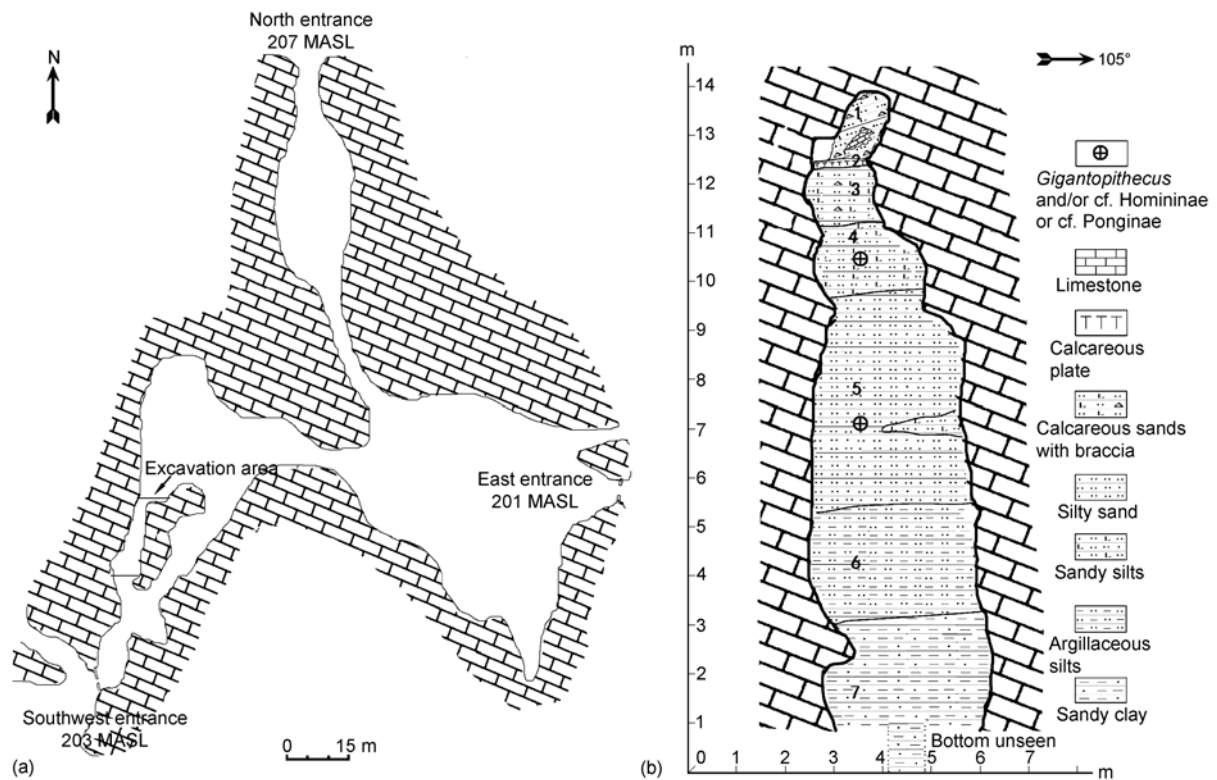 North entrance
207 MASL
N
Excavation area
East entrance
201 MASL
Southwest entrance
203 MASL
0 15 m
(a)
m
14
13
12
11
10
9
8
7
6
5
4
3
2
1
1
2
3
4
5
6
7
Bottom unseen
0 1 2 3 4 5 6 7
m
(b)
105°
Gigantopithecus
and/or cf. Homininae
or cf. Ponginae
Limestone
Calcareous
plate
Calcareous sands
with braccia
Silty sand
Sandy silts
Argillaceous
silts
Sandy clay